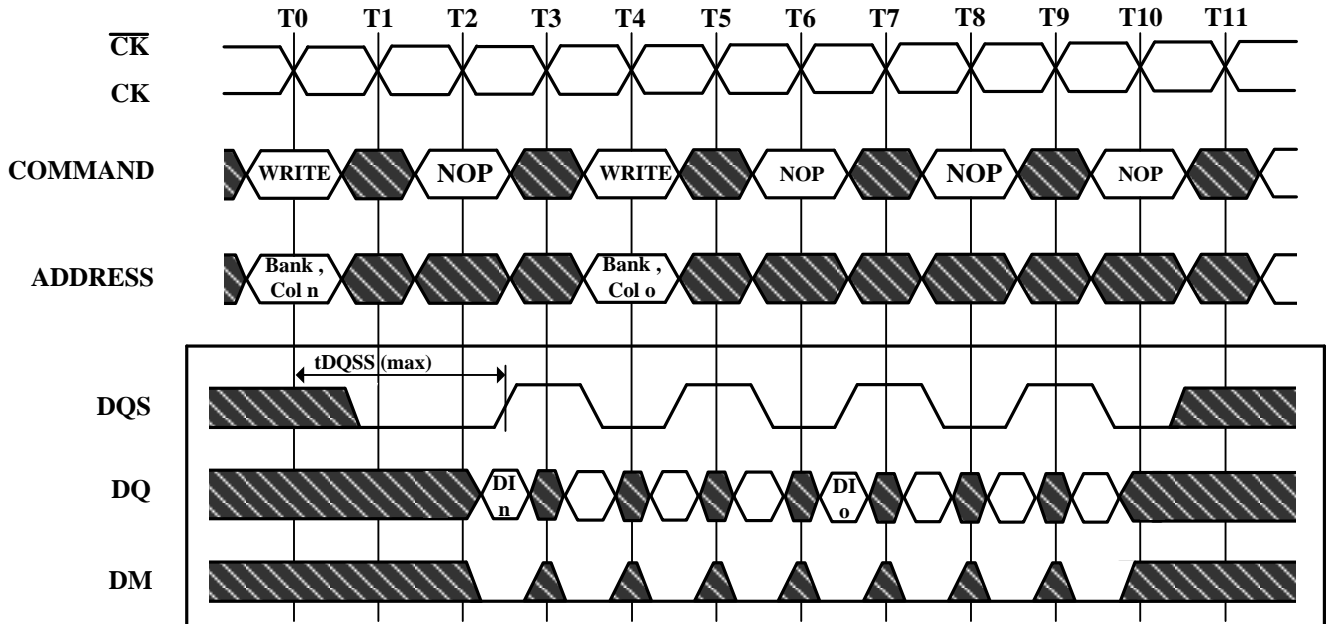 T0 T1 T2 T3 T4 T5 T6 T7 T8 T9 T10 T11
CK
CK
COMMAND WRITE NOP WRITE NOP NOP NOP
ADDRESS Bank , Bank ,
Col n Col o
tDQSS (max)
DQS
DQ DI DI
n o
DM